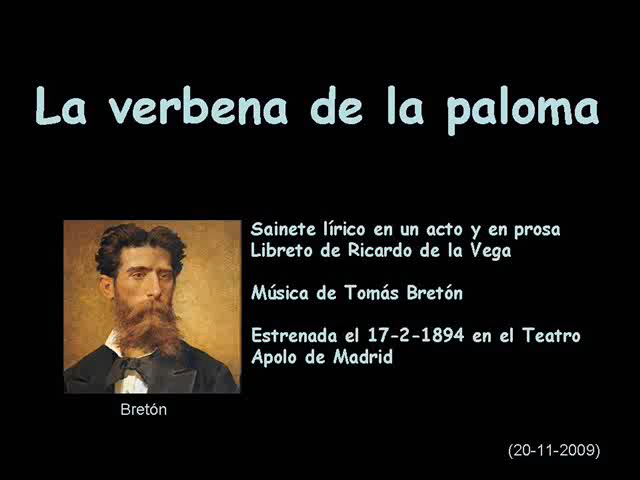 La verbena de la paloma
Sainete lírico en un acto y en prosa
Libreto de Ricardo de la Vega
Música de Tomás Bretón
Estrenada el 17-2-1894 en el Teatro
Apolo de Madrid
Bretón
(20-11-2009)